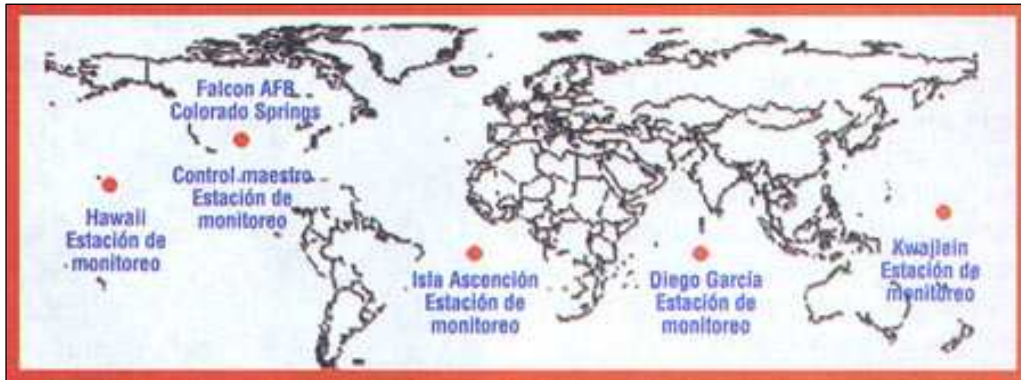 Falcon AFB
Colorado Springs
Control maestro
Estación de
monitoreo
Hawaii
Estación de
monitoreo
Isla Ascención
Estación de
monitoreo
Diego García
Estación de
monitoreo
Kwajlein
Estación de
monitoreo